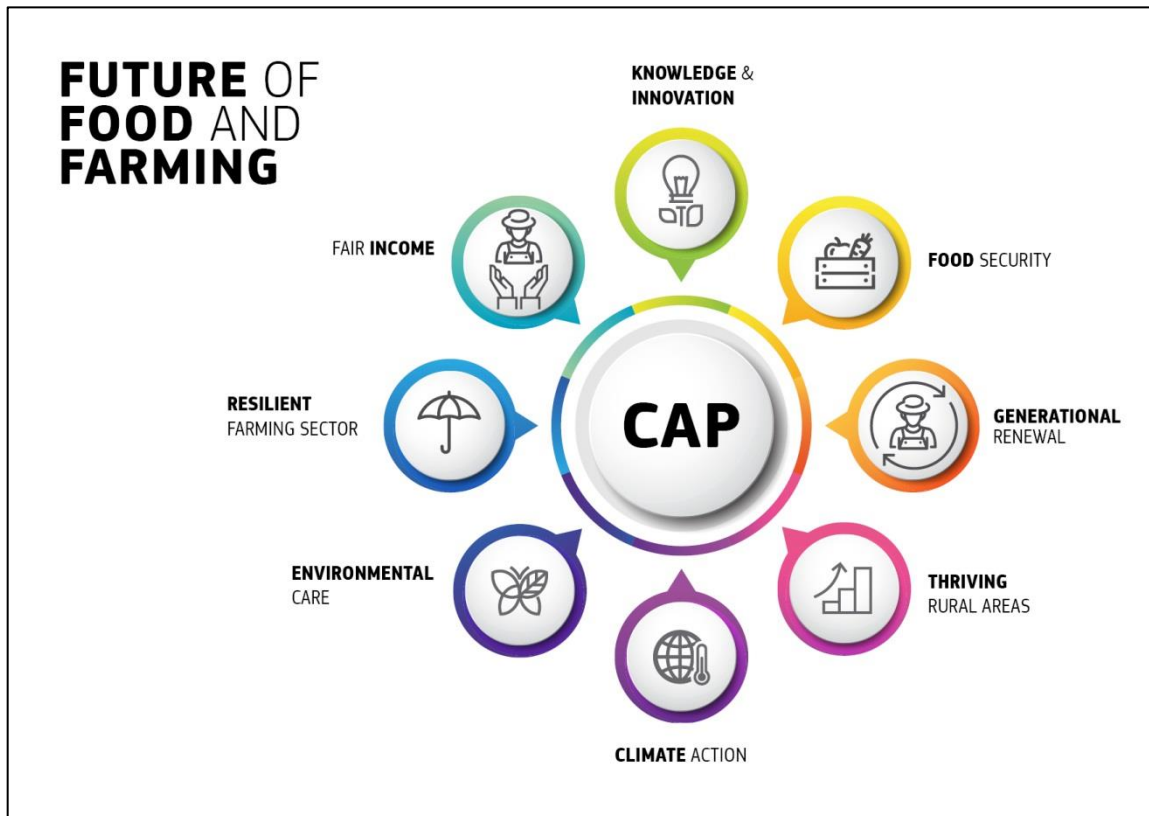 FUTURE OF
FOOD AND
FARMING
KNOWLEDGE &
INNOVATION
FAIR INCOME
FOOD SECURITY
RESILIENT
FARMING SECTOR
CAP
GENERATIONAL
RENEWAL
ENVIRONMENTAL
CARE
THRIVING
RURAL AREAS
CLIMATE ACTION